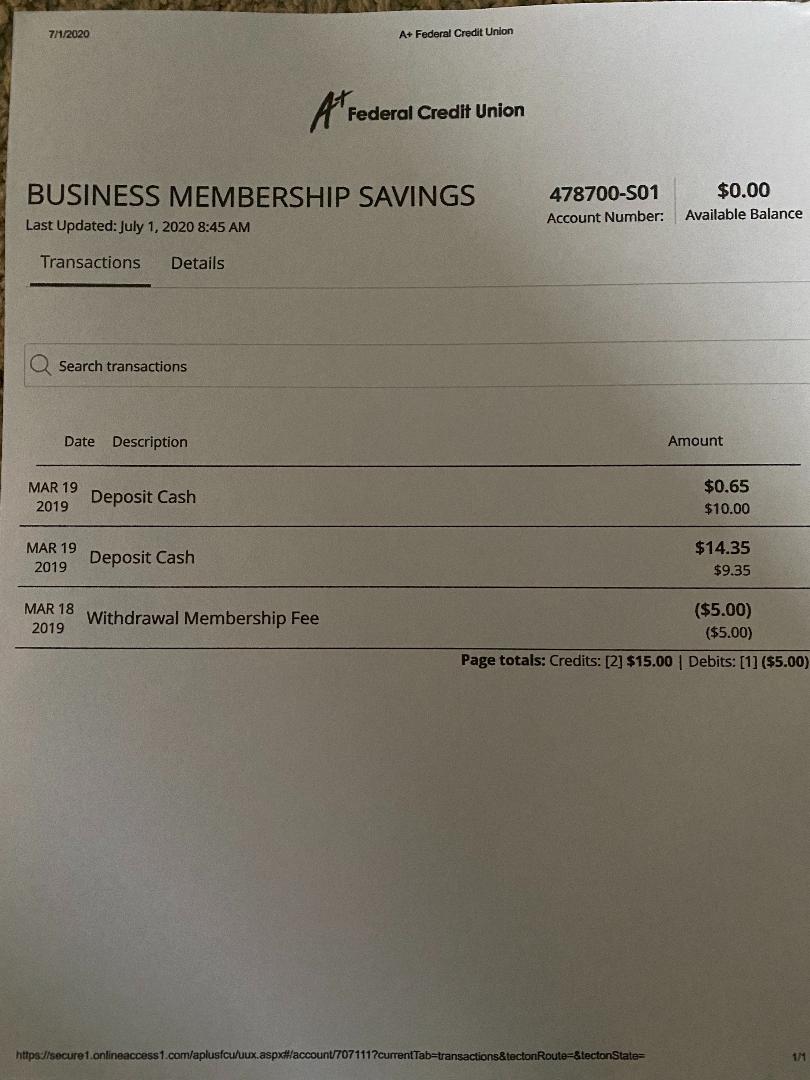 7/1/2020 A+ Federal Credit Union
A+ Federal Credit Union
BUSINESS MEMBERSHIP SAVINGS 478700-S01 $0.00
Last Updated: July 1, 2020 8:45 AM Account Number: Available Balance
Transactions Details
Search transactions
Date Description Amount
MAR 19 2019 Deposit Cash $0.65
$10.00
MAR 19 2019 Deposit Cash $14.35
$9.35
MAR 18 2019 Withdrawal Membership Fee ($5.00)
($5.00)
Page totals: Credits: [2] $15.00 | Debits: [1] ($5.00)
https://secure1.onlineaccess1.com/aplusfcu/uux.aspx#/account/707111?currentTab=transactions&tectonRoute=&tectonState= 1/1